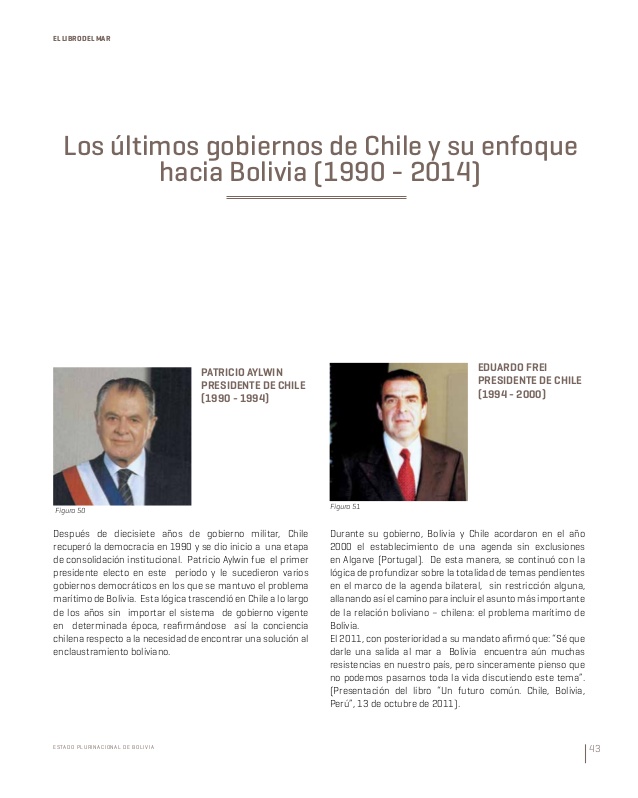 EL LIBRO DEL MAR
Los últimos gobiernos de Chile y su enfoque
hacia Bolivia (1990 - 2014)
PATRICIO AYLWIN
PRESIDENTE DE CHILE
(1990 - 1994)
Figura 50
Después de diecisiete años de gobierno militar, Chile
recuperó la democracia en 1990 y se dio inicio a una etapa
de consolidación institucional. Patricio Aylwin fue el primer
presidente electo en este periodo y le sucedieron varios
gobiernos democráticos en los que se mantuvo el problema
marítimo de Bolivia. Esta lógica trascendió en Chile a lo largo
de los años sin importar el sistema de gobierno vigente
en determinada época, reafirmándose así la conciencia
chilena respecto a la necesidad de encontrar una solución al
enclaustramiento boliviano.
EDUARDO FREI
PRESIDENTE DE CHILE
(1994 - 2000)
Figura 51
Durante su gobierno, Bolivia y Chile acordaron en el año
2000 el establecimiento de una agenda sin exclusiones
en Algarve (Portugal). De esta manera, se continuó con la
lógica de profundizar sobre la totalidad de temas pendientes
en el marco de la agenda bilateral, sin restricción alguna,
allanando así el camino para incluir el asunto más importante
de la relación boliviano – chilena: el problema marítimo de
Bolivia.
El 2011, con posterioridad a su mandato afirmó que: “Sé que
darle una salida al mar a Bolivia encuentra aún muchas
resistencias en nuestro país, pero sinceramente pienso que
no podemos pasarnos toda la vida discutiendo este tema”.
(Presentación del libro “Un futuro común. Chile, Bolivia,
Perú”, 13 de octubre de 2011).
ESTADO PLURINACIONAL DE BOLIVIA
43